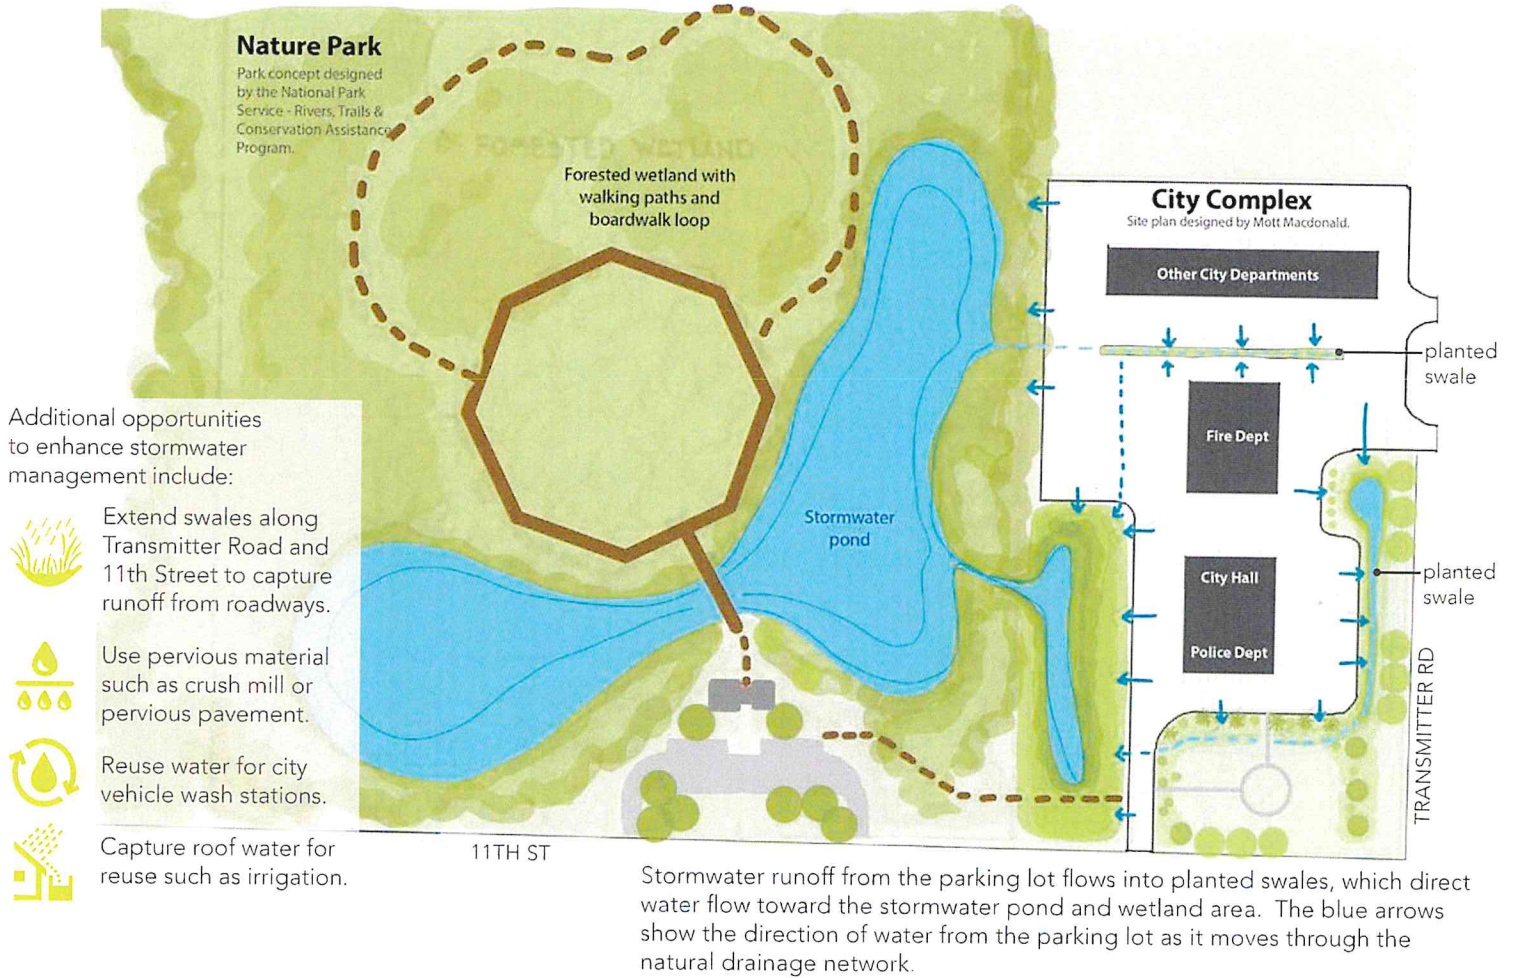 Nature Park
Park concept designed
by the National Park
Service - Rivers, Trails &
Conservation Assistance
Program.
FORESTED WETLAND
Forested wetland with
walking paths and
boardwalk loop
City Complex
Site plan designed by Mott Macdonald.
Other City Departments
planted
swale
Fire Dept
Stormwater
pond
City Hall
Police Dept
planted
swale
TRANSMITTER RD
11TH ST
Additional opportunities
to enhance stormwater
management include:
Extend swales along
Transmitter Road and
11th Street to capture
runoff from roadways.
Use pervious material
such as crush mill or
pervious pavement.
Reuse water for city
vehicle wash stations.
Capture roof water for
reuse such as irrigation.
Stormwater runoff from the parking lot flows into planted swales, which direct
water flow toward the stormwater pond and wetland area.  The blue arrows
show the direction of water from the parking lot as it moves through the
natural drainage network.